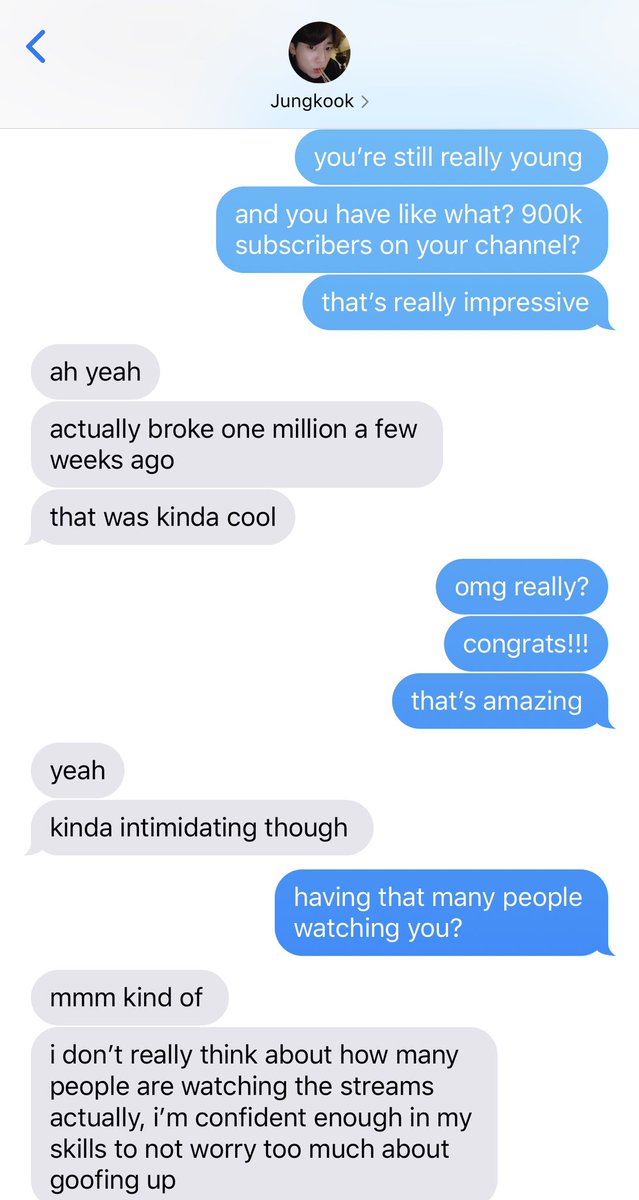 Jungkook
you’re still really young
and you have like what? 900k
subscribers on your channel?
that’s really impressive
ah yeah
actually broke one million a few
weeks ago
that was kinda cool
omg really?
congrats!!!
that’s amazing
yeah
kinda intimidating though
having that many people
watching you?
mmm kind of
i don’t really think about how many
people are watching the streams
actually, i’m confident enough in my
skills to not worry too much about
goofing up